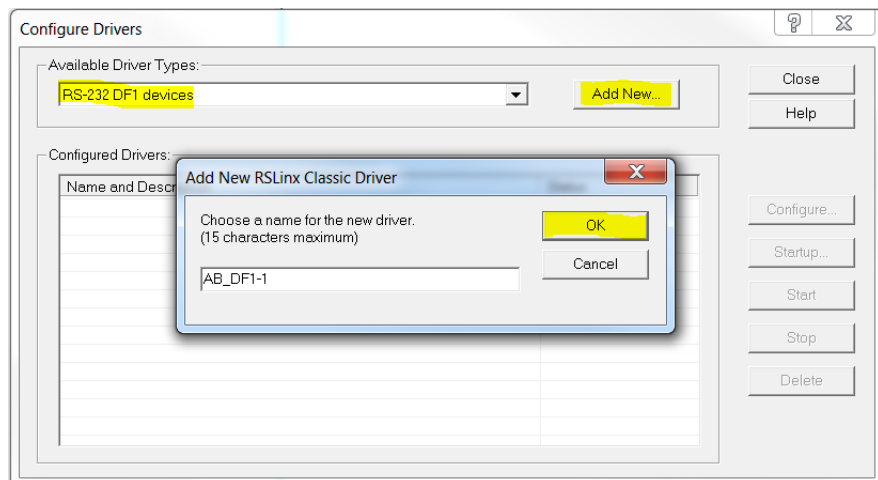 Configure Drivers
Available Driver Types:
RS-232 DF1 devices
Add New...
Close
Help
Configured Drivers:
Name and Descr
Add New RSLinx Classic Driver
Choose a name for the new driver.
(15 characters maximum)
OK
Cancel
AB_DF1-1
Configure...
Startup...
Start
Stop
Delete